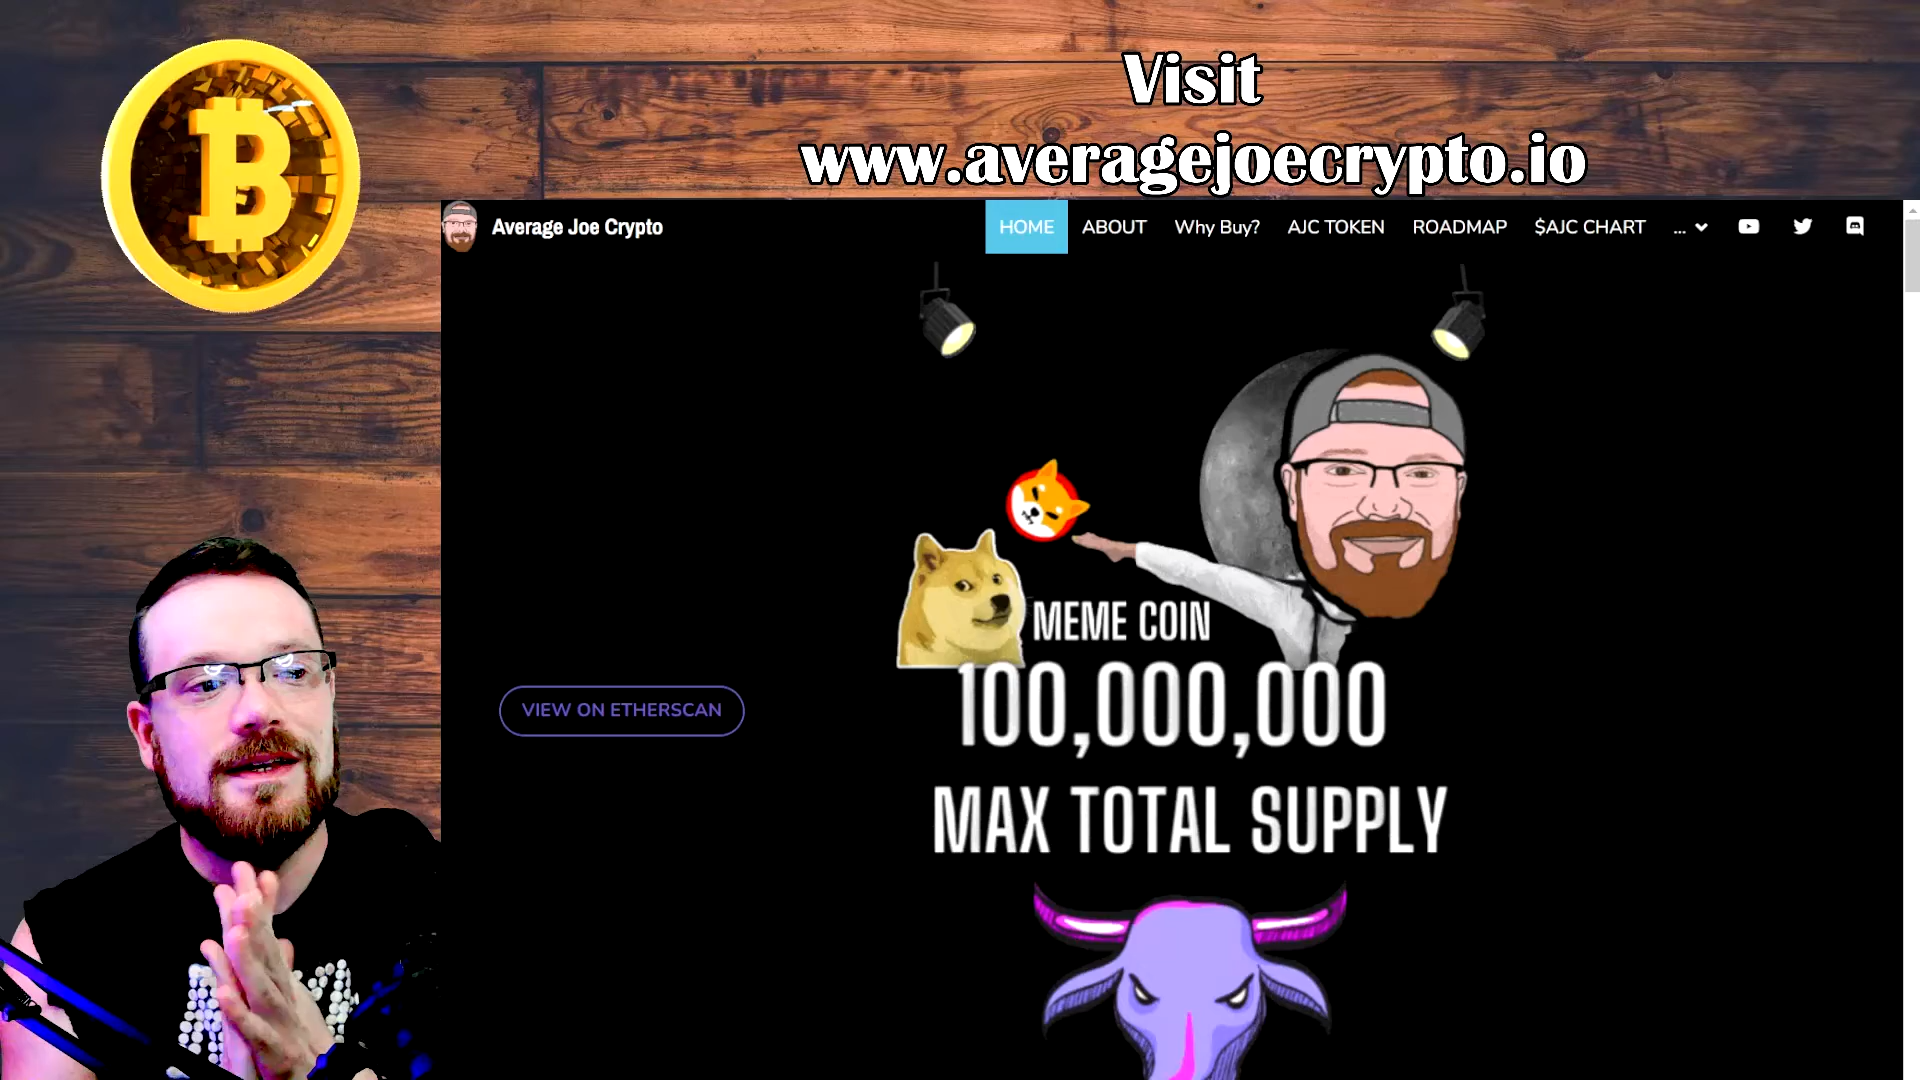 Visit
www.averagejoecrypto.io
Average Joe Crypto
HOME ABOUT Why Buy? AJC TOKEN ROADMAP $AJC CHART ...
MEME COIN
100,000,000
VIEW ON ETHERSCAN
MAX TOTAL SUPPLY